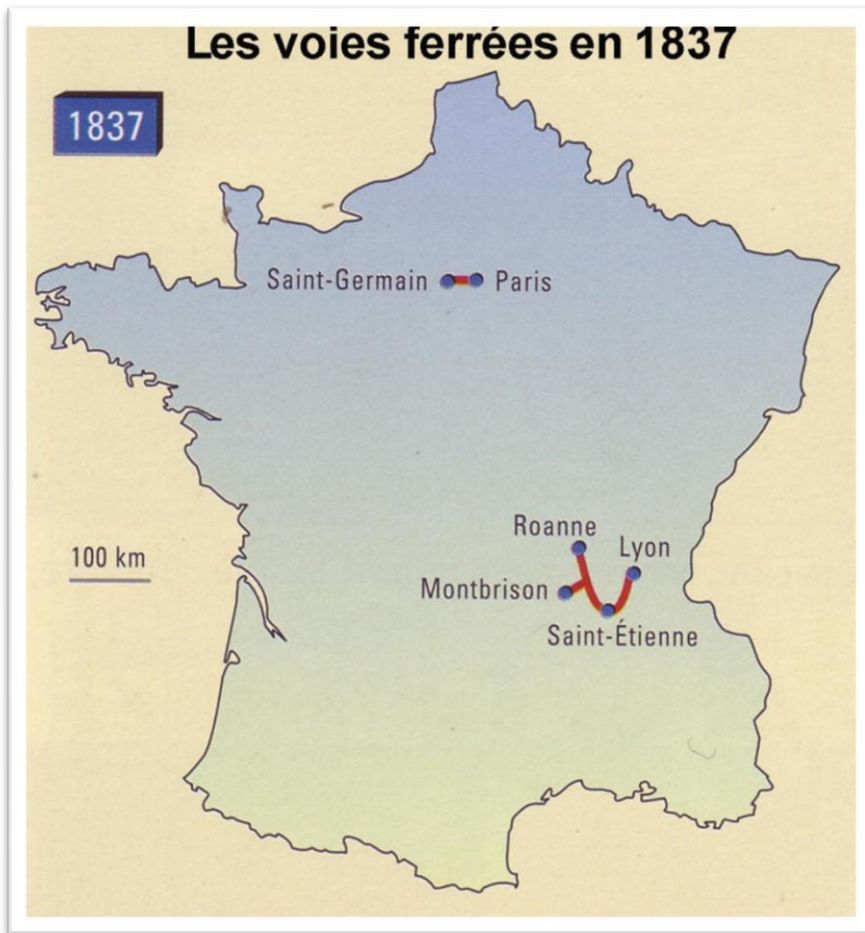 Les voies ferrées en 1837
1837
Saint-Germain
Paris
Roanne
Lyon
100 km
Montbrison
Saint-Étienne